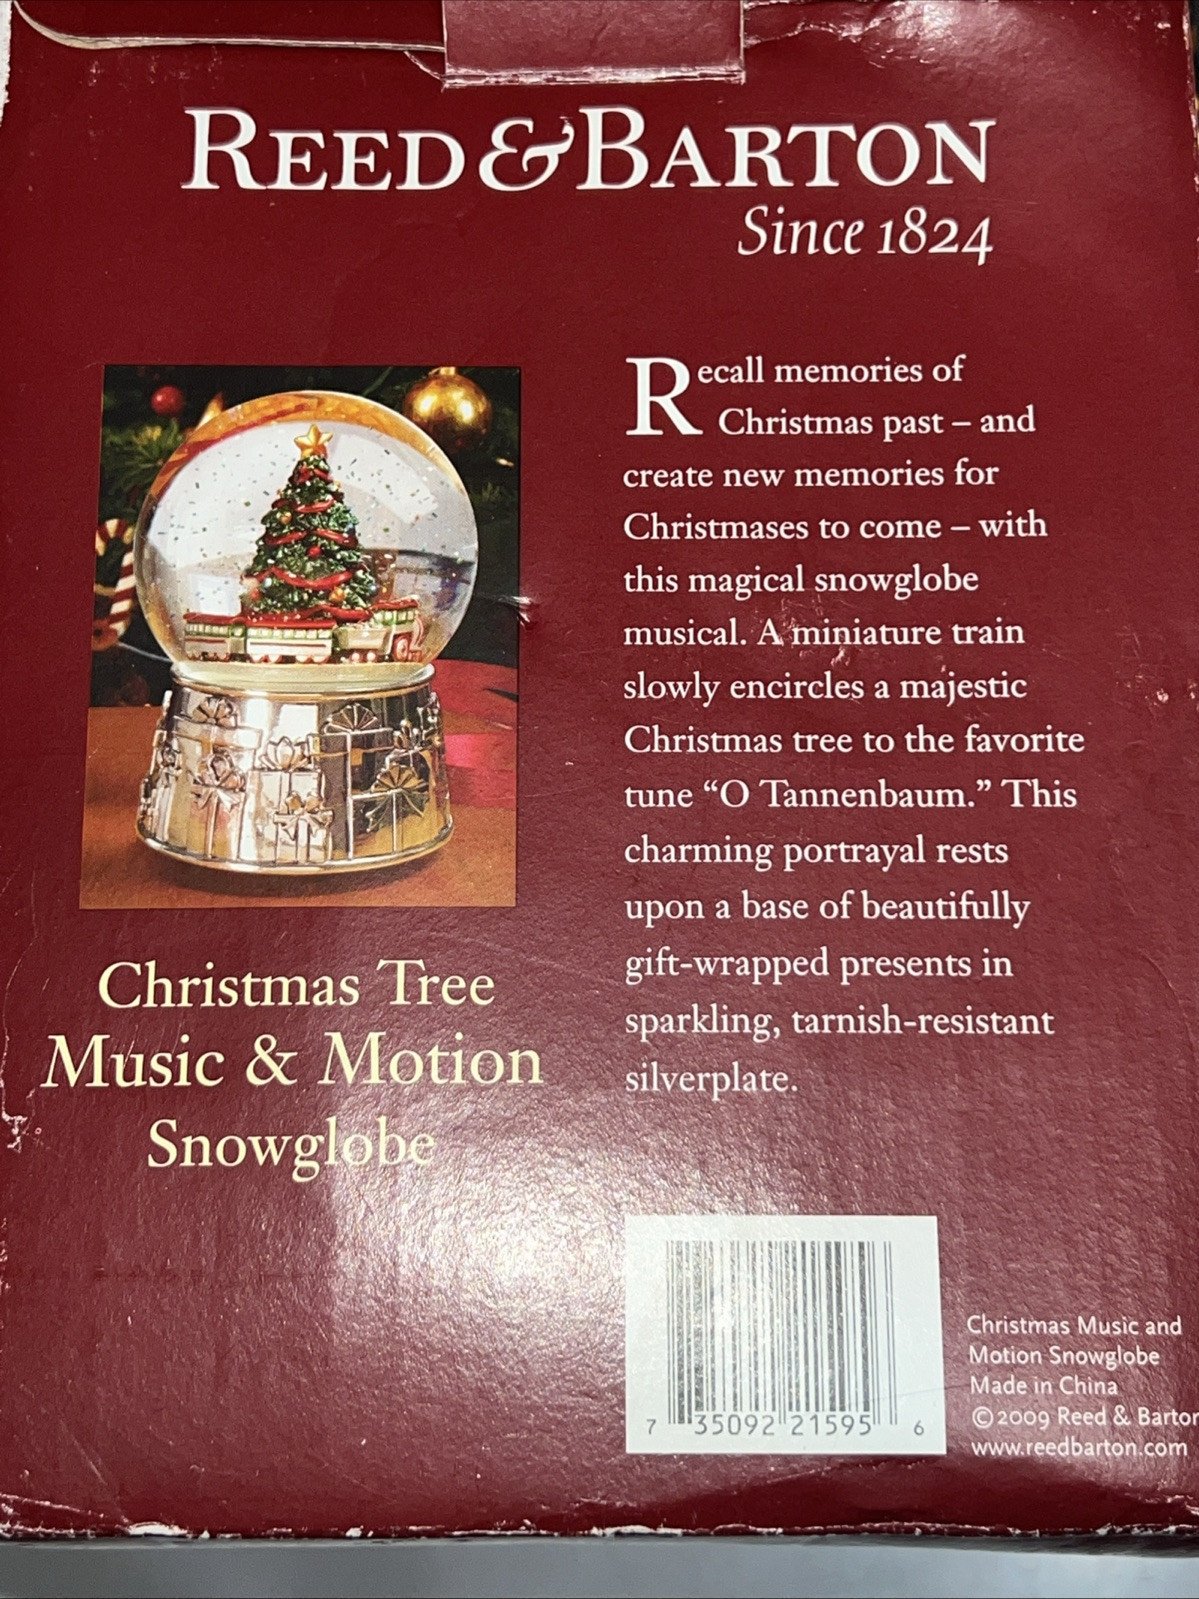 REED & BARTON
Since 1824
Recall memories of
Christmas past – and
create new memories for
Christmases to come – with
this magical snowglobe
musical. A miniature train
slowly encircles a majestic
Christmas tree to the favorite
tune “O Tannenbaum.” This
charming portrayal rests
upon a base of beautifully
gift-wrapped presents in
sparkling, tarnish-resistant
silverplate.
Christmas Tree
Music & Motion
Snowglobe
7 35092 21595 6
Christmas Music and
Motion Snowglobe
Made in China
©2009 Reed & Barton
www.reedbarton.com